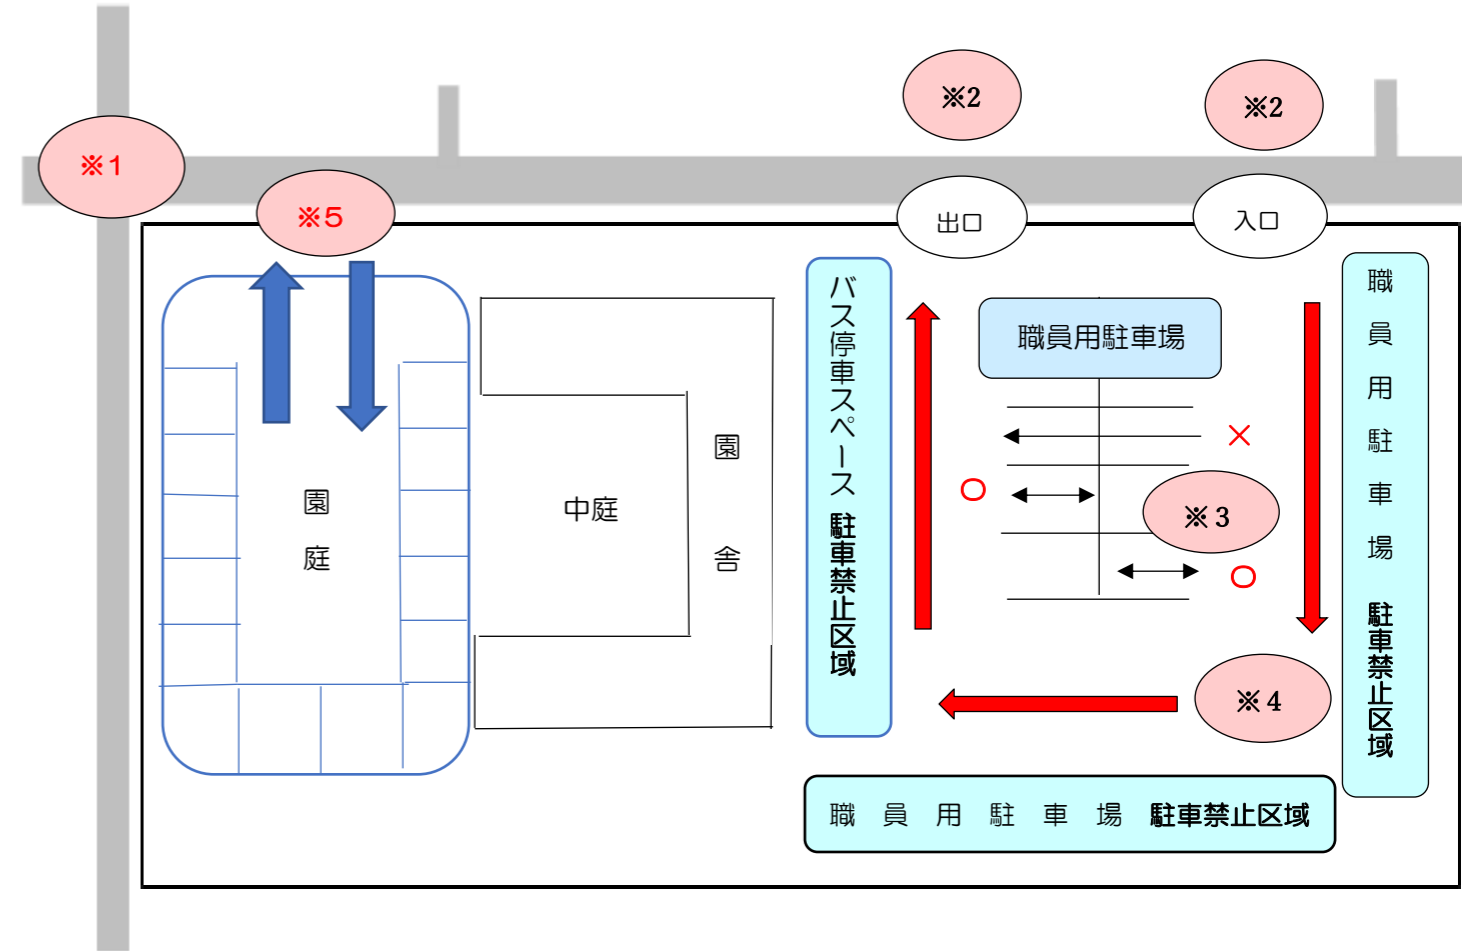 ※2
※2
※1
※5
出口
入口
バス停車スペース 駐車禁止区域
職員用駐車場
職員用駐車場 駐車禁止区域
×
園舎
○
※3
園庭
中庭
○
※4
職員用駐車場 駐車禁止区域